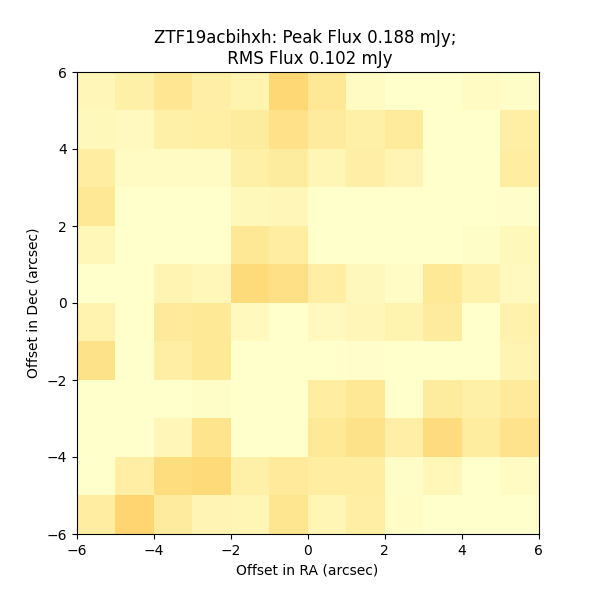 ZTF19acbihxh: Peak Flux 0.188 mJy;
RMS Flux 0.102 mJy
6
4
2
0
−2
−4
−6
Offset in Dec (arcsec)
−6 −4 −2 0 2 4 6
Offset in RA (arcsec)